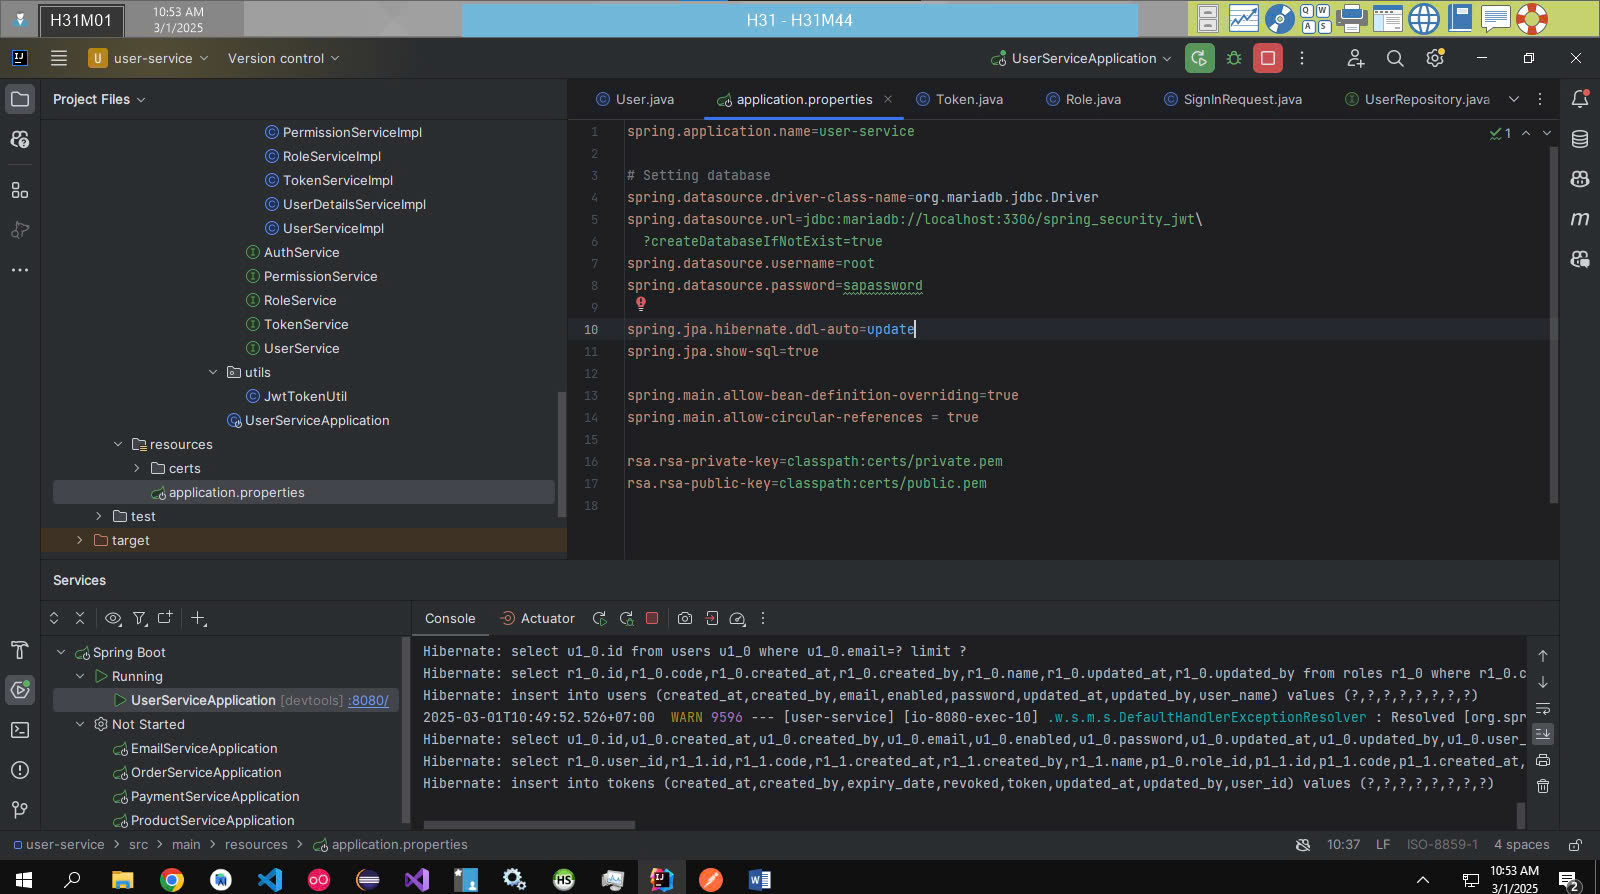 H31M01
10:53 AM
3/1/2025
H31 - H31M44
U user-service
Version control
UserServiceApplication
Project Files
PermissionServiceImpl
RoleServiceImpl
TokenServiceImpl
UserDetailsServiceImpl
UserServiceImpl
AuthService
PermissionService
RoleService
TokenService
UserService
utils
JwtTokenUtil
UserServiceApplication
resources
certs
application.properties
test
target
User.java
application.properties
Token.java
Role.java
SignInRequest.java
UserRepository.java
1
1 spring.application.name=user-service
2
3 # Setting database
4 spring.datasource.driver-class-name=org.mariadb.jdbc.Driver
5 spring.datasource.url=jdbc:mariadb://localhost:3306/spring_security_jwt\
6 ?createDatabaseIfNotExist=true
7 spring.datasource.username=root
8 spring.datasource.password=sapassword
9
10 spring.jpa.hibernate.ddl-auto=update
11 spring.jpa.show-sql=true
12
13 spring.main.allow-bean-definition-overriding=true
14 spring.main.allow-circular-references = true
15
16 rsa.rsa-private-key=classpath:certs/private.pem
17 rsa.rsa-public-key=classpath:certs/public.pem
18
Services
Spring Boot
Running
UserServiceApplication [devtools] :8080/
Not Started
EmailServiceApplication
OrderServiceApplication
PaymentServiceApplication
ProductServiceApplication
Console
Actuator
Hibernate: select u1_0.id from users u1_0 where u1_0.email=? limit ?
Hibernate: select r1_0.id,r1_0.code,r1_0.created_at,r1_0.created_by,r1_0.name,r1_0.updated_at,r1_0.updated_by from roles r1_0 where r1_0.c
Hibernate: insert into users (created_at,created_by,email,enabled,password,updated_at,updated_by,user_name) values (?,?,?,?,?,?,?,?)
2025-03-01T10:49:52.526+07:00 WARN 9596 --- [user-service] [io-8080-exec-10] .w.s.m.s.DefaultHandlerExceptionResolver : Resolved [org.spr
Hibernate: select u1_0.id,u1_0.created_at,u1_0.created_by,u1_0.email,u1_0.enabled,u1_0.password,u1_0.updated_at,u1_0.updated_by,u1_0.user_
Hibernate: select r1_0.user_id,r1_1.id,r1_1.code,r1_1.created_at,r1_1.created_by,r1_1.name,p1_0.role_id,p1_1.id,p1_1.code,p1_1.created_at,
Hibernate: insert into tokens (created_at,created_by,expiry_date,revoked,token,updated_at,updated_by,user_id) values (?,?,?,?,?,?,?,?)
user-service > src > main > resources > application.properties
10:37
LF
ISO-8859-1
4 spaces
10:53 AM
3/1/2025
2